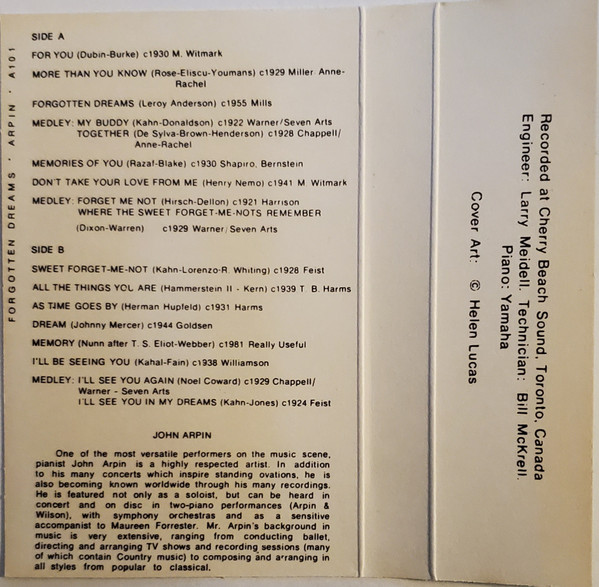 FORGOTTEN DREAMS ' ARPIN ' A101
SIDE A
FOR YOU (Dubin-Burke) c1930 M. Witmark
MORE THAN YOU KNOW (Rose-Eliscu-Youmans) c1929 Miller Anne-
Rachel
FORGOTTEN DREAMS (Leroy Anderson) c1955 Mills
MEDLEY: MY BUDDY (Kahn-Donaldson) c1922 Warner/Seven Arts
TOGETHER (De Sylva-Brown-Henderson) c1928 Chappell/
Anne-Rachel
MEMORIES OF YOU (Razaf-Blake) c1930 Shapiro, Bernstein
DON'T TAKE YOUR LOVE FROM ME (Henry Nemo) c1941 M. Witmark
MEDLEY: FORGET ME NOT (Hirsch-Dellon) c1921 Harrison
WHERE THE SWEET FORGET-ME-NOTS REMEMBER
(Dixon-Warren) c1929 Warner/Seven Arts
SIDE B
SWEET FORGET-ME-NOT (Kahn-Lorenzo-R. Whiting) c1928 Feist
ALL THE THINGS YOU ARE (Hammerstein II - Kern) c1939 T. B. Harms
AS TIME GOES BY (Herman Hupfeld) c1931 Harms
DREAM (Johnny Mercer) c1944 Goldsen
MEMORY (Nunn after T. S. Eliot-Webber) c1981 Really Useful
I'LL BE SEEING YOU (Kahal-Fain) c1938 Williamson
MEDLEY: I'LL SEE YOU AGAIN (Noel Coward) c1929 Chappell/
Warner - Seven Arts
I'LL SEE YOU IN MY DREAMS (Kahn-Jones) c1924 Feist
JOHN ARPIN
One of the most versatile performers on the music scene,
pianist John Arpin is a highly respected artist. In addition
to his many concerts which inspire standing ovations, he is
also becoming known worldwide through his many recordings.
He is featured not only as a soloist, but can be heard in
concert and on disc in two-piano performances (Arpin &
Wilson), with symphony orchestras and as a sensitive
accompanist to Maureen Forrester. Mr. Arpin's background in
music is very extensive, ranging from conducting ballet,
directing and arranging TV shows and recording sessions (many
of which contain Country music) to composing and arranging in
all styles from popular to classical.
Recorded at Cherry Beach Sound, Toronto, Canada
Engineer: Larry Meidell. Technician: Bill McKrell.
Piano: Yamaha
Cover Art: © Helen Lucas